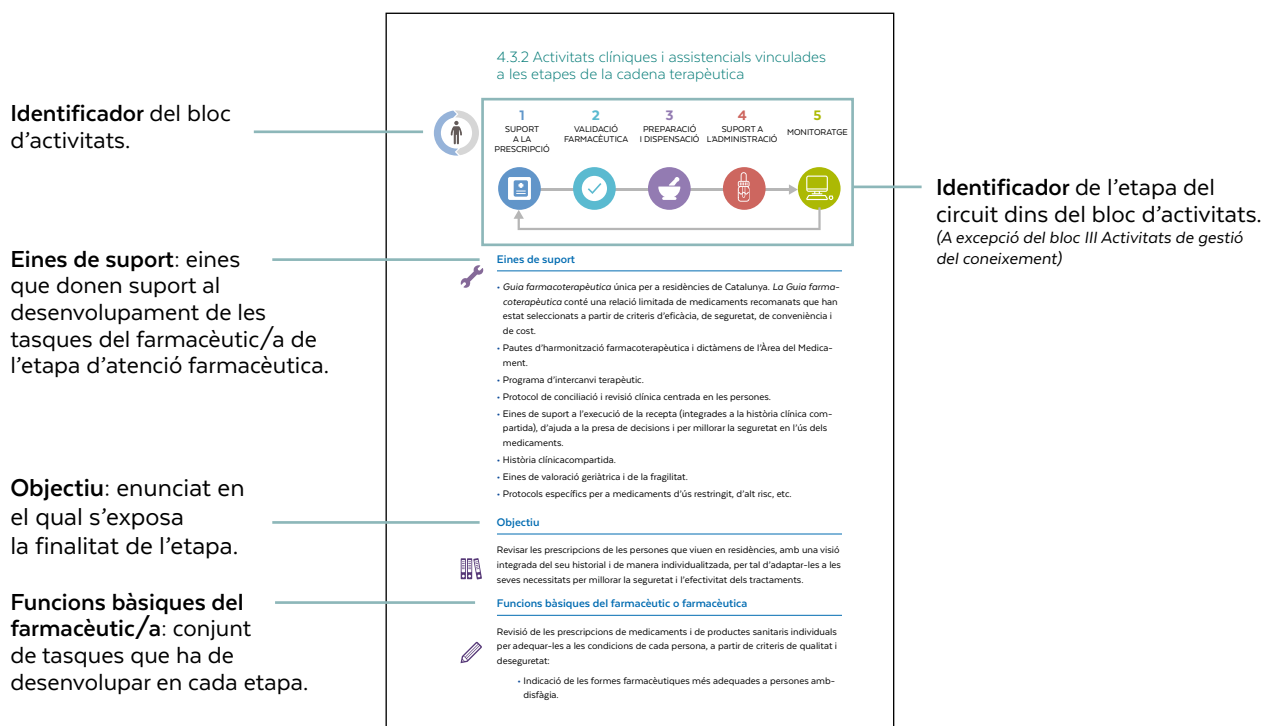 Identificador del bloc
d’activitats.
Eines de suport: eines
que donen suport al
desenvolupament de les
tasques del farmacèutic/a de
l’etapa d’atenció farmacèutica.
Objectiu: enunciat en
el qual s’exposa
la finalitat de l’etapa.
Funcions bàsiques del
farmacèutic/a: conjunt
de tasques que ha de
desenvolupar en cada etapa.
4.3.2 Activitats clíniques i assistencials vinculades
a les etapes de la cadena terapèutica
1
SUPORT
A LA
PRESCRIPCIÓ
2
VALIDACIÓ
FARMACÈUTICA
3
PREPARACIÓ
I DISPENSACIÓ
4
SUPORT A
L’ADMINISTRACIÓ
5
MONITORATGE
Eines de suport
• Guia farmacoterapèutica única per a residències de Catalunya. La Guia farma-
coterapèutica conté una relació limitada de medicaments recomanats que han
estat seleccionats a partir de criteris d’eficàcia, de seguretat, de conveniència i
de cost.
• Pautes d’harmonització farmacoterapèutica i dictàmens de l’Àrea del Medica-
ment.
• Programa d’intercanvi terapèutic.
• Protocol de conciliació i revisió clínica centrada en les persones.
• Eines de suport a l’execució de la recepta (integrades a la història clínica com-
partida), d’ajuda a la presa de decisions i per millorar la seguretat en l’ús dels
medicaments.
• Història clínicacompartida.
• Eines de valoració geriàtrica i de la fragilitat.
• Protocols específics per a medicaments d’ús restringit, d’alt risc, etc.
Objectiu
Revisar les prescripcions de les persones que viuen en residències, amb una visió
integrada del seu historial i de manera individualitzada, per tal d’adaptar-les a les
seves necessitats per millorar la seguretat i l’efectivitat dels tractaments.
Funcions bàsiques del farmacèutic o farmacèutica
Revisió de les prescripcions de medicaments i de productes sanitaris individuals
per adequar-les a les condicions de cada persona, a partir de criteris de qualitat i
deseguretat:
• Indicació de les formes farmacèutiques més adequades a persones amb-
disfàgia.
Identificador de l’etapa del
circuit dins del bloc d’activitats.
(A excepció del bloc III Activitats de gestió
del coneixement)